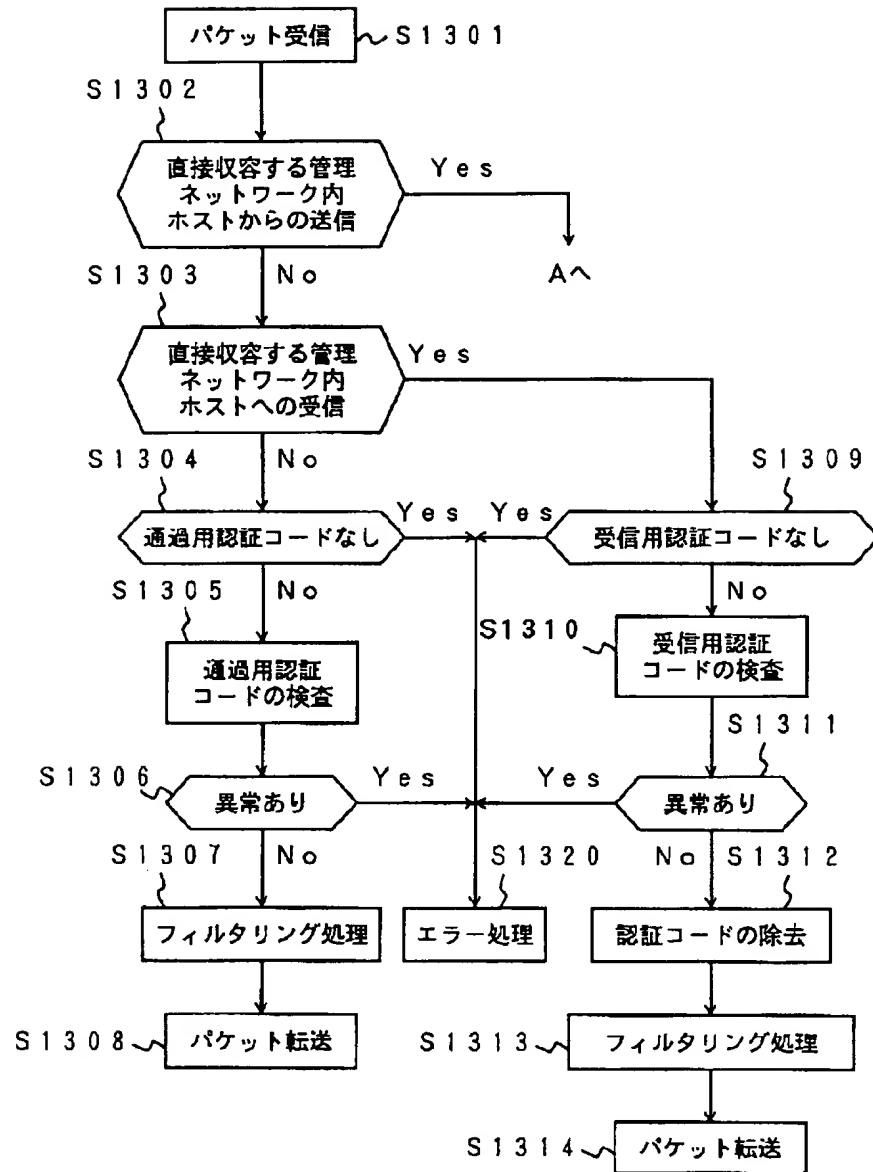 パケット受信
S1301
S1302
直接収容する管理
ネットワーク内
ホストからの送信
Yes
Aへ
No
S1303
直接収容する管理
ネットワーク内
ホストへの受信
Yes
No
S1304
通過用認証コードなし
Yes
Yes
S1309
受信用認証コードなし
No
No
S1305
通過用認証
コードの検査
S1310
受信用認証
コードの検査
S1306
異常あり
Yes
Yes
S1311
異常あり
No
No
S1307
フィルタリング処理
S1320
エラー処理
S1312
認証コードの除去
S1308
パケット転送
S1313
フィルタリング処理
S1314
パケット転送